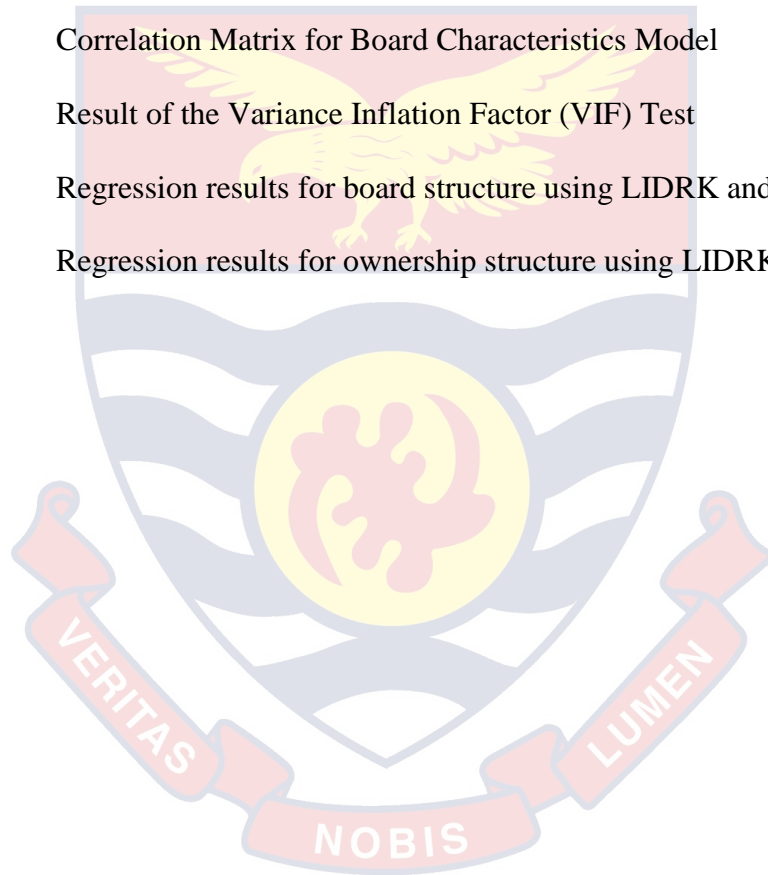 Correlation Matrix for Board Characteristics Model
Result of the Variance Inflation Factor (VIF) Test
Regression results for board structure using LIDRK and
Regression results for ownership structure using LIDRK
VERITAS
NOBIS
LUMEN